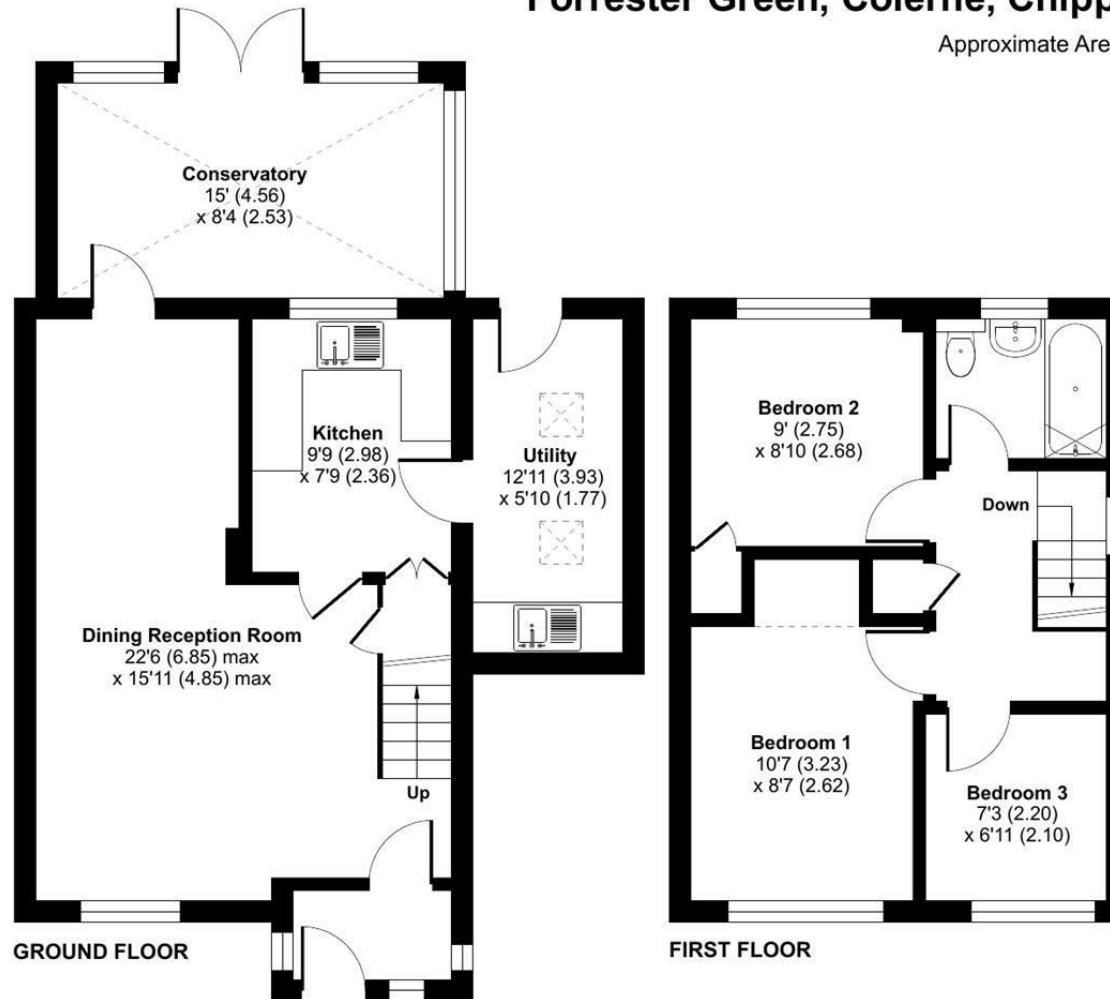 Forrester Green, Colerne, Chipp
Approximate Are
Conservatory
15' (4.56)
x 8'4 (2.53)
Kitchen
9'9 (2.98)
x 7'9 (2.36)
Utility
12'11 (3.93)
x 5'10 (1.77)
Dining Reception Room
22'6 (6.85) max
x 15'11 (4.85) max
Up
GROUND FLOOR
Bedroom 2
9' (2.75)
x 8'10 (2.68)
Down
Bedroom 1
10'7 (3.23)
x 8'7 (2.62)
Bedroom 3
7'3 (2.20)
x 6'11 (2.10)
FIRST FLOOR